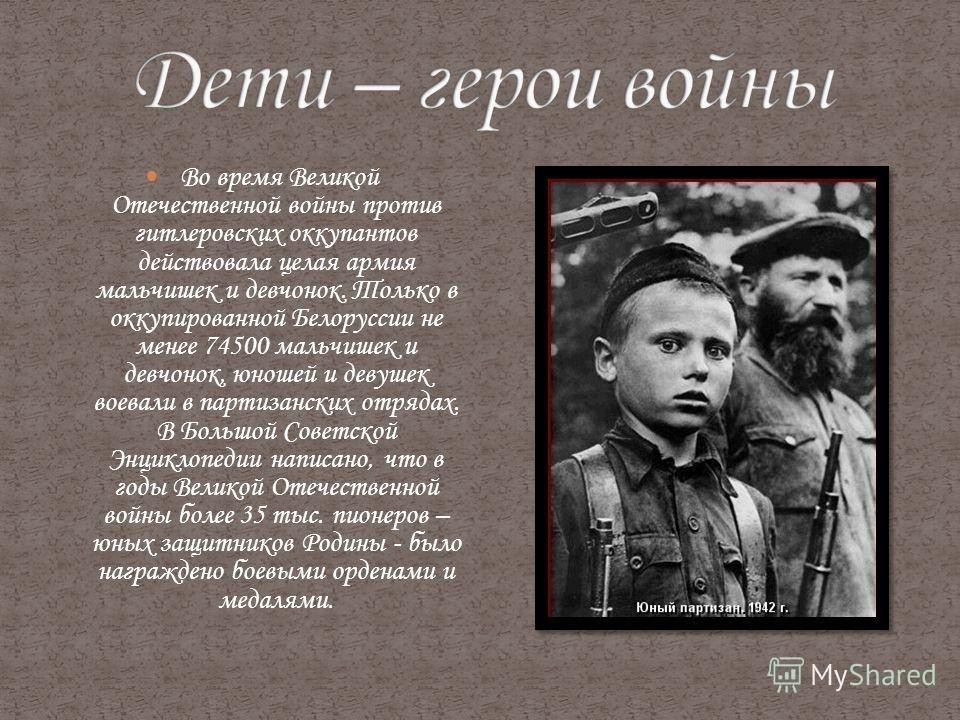 Дети – герои войны
Во время Великой
Отечественной войны против
гитлеровских оккупантов
действовала целая армия
мальчишек и девчонок. Только в
оккупированной Белоруссии не
менее 74500 мальчишек и
девчонок, юношей и девушек
воевали в партизанских отрядах.
В Большой Советской
Энциклопедии написано, что в
годы Великой Отечественной
войны более 35 тыс. пионеров –
юных защитников Родины - было
награждено боевыми орденами и
медалями.
Юный партизан. 1942 г.
MyShared